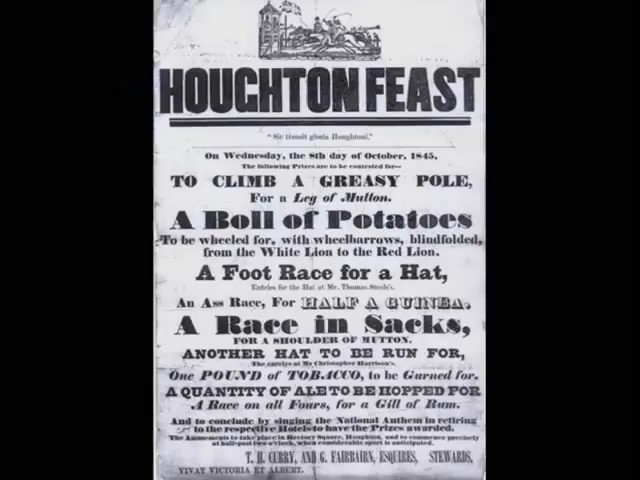 HOUGHTON FEAST
"Sic transit gloria Houghtoni."
On Wednesday, the 8th day of October, 1845,
The following Prizes are to be contested for—
TO CLIMB A GREASY POLE,
For a Leg of Mutton.
A Boll of Potatoes
To be wheeled for, with wheelbarrows, blindfolded,
from the White Lion to the Red Lion.
A Foot Race for a Hat,
Entries for the Hat at Mr. Thomas Steele's.
An Ass Race, For HALF A GUINEA,
A Race in Sacks,
FOR A SHOULDER OF MUTTON.
ANOTHER HAT TO BE RUN FOR,
The entries at Mr Christopher Harrison's.
One POUND of TOBACCO, to be Gurned for.
A QUANTITY OF ALE TO BE HOPPED FOR
A Race on all Fours, for a Gill of Rum.
And to conclude by singing the National Anthem in retiring
to the respective Hotels to have the Prizes awarded.
The Amusements to take place in Rectory Square, Houghton, and to commence precisely
at half-past two o'clock, when considerable sport is anticipated.
T. H. CURRY, AND G. FAIRBAIRN, ESQUIRES, STEWARDS.
VIVAT VICTORIA ET ALBERT.